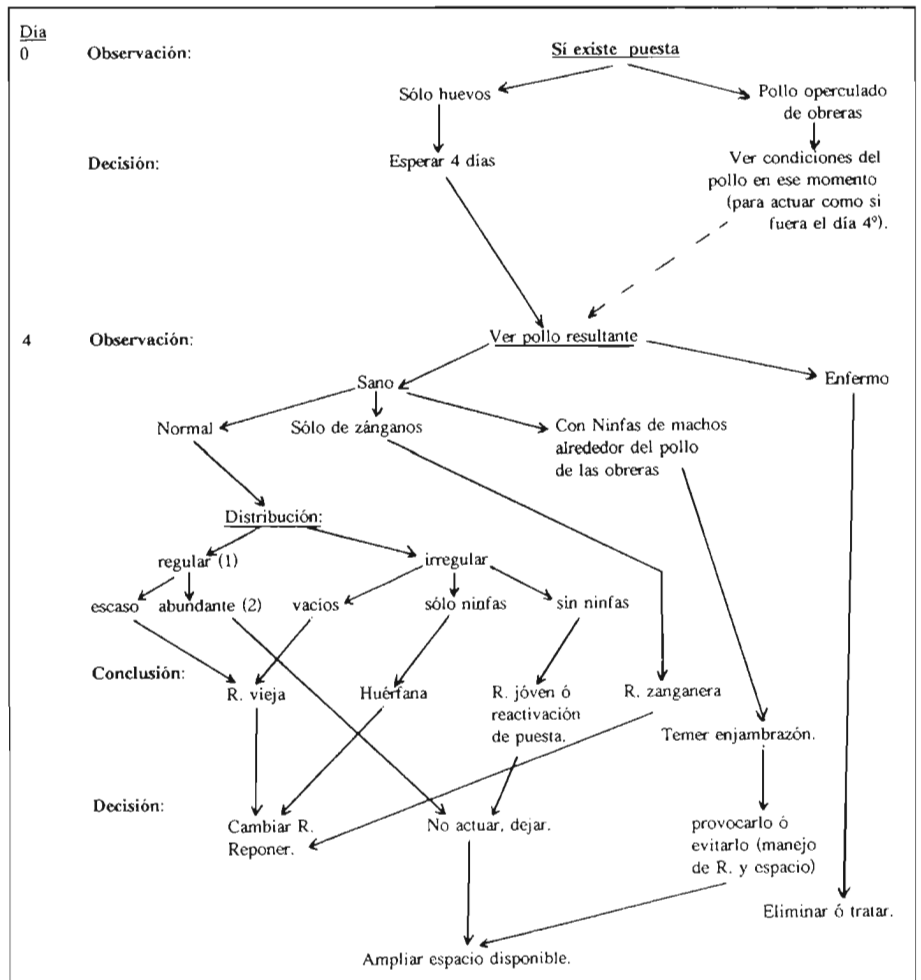 Día
0 Observación: Sí existe puesta
Sólo huevos
Pollo operculado
de obreras
Decisión:
Esperar 4 días
Ver condiciones del
pollo en ese momento
(para actuar como si
fuera el día 4º).
4 Observación: Ver pollo resultante
Sano
Enfermo
Normal
Sólo de zánganos
Con Ninfas de machos
alrededor del pollo
de las obreras
Distribución:
regular (1)
irregular
escaso abundante (2) vacíos sólo ninfas sin ninfas
Conclusión:
R. vieja
Huérfana
R. jóven ó
reactivación
de puesta.
R. zanganera
Temer enjambrazón.
Decisión:
Cambiar R.
Reponer.
No actuar, dejar.
provocarlo ó
evitarlo (manejo
de R. y espacio)
Eliminar ó tratar.
Ampliar espacio disponible.